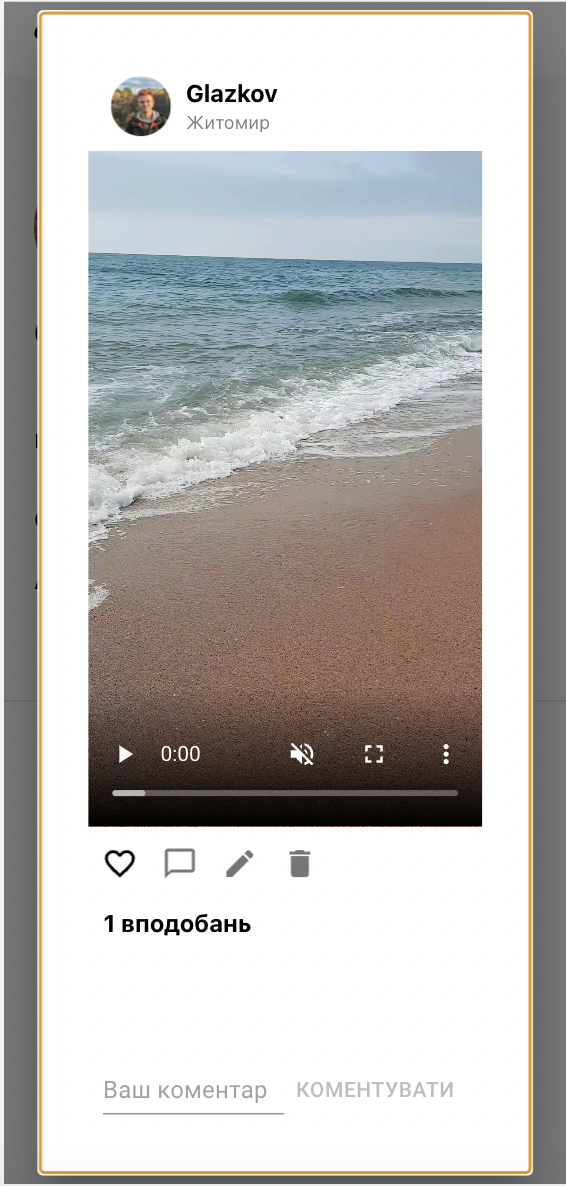 Glazkov
Житомир
0:00
1 вподобань
Ваш коментар
КОМЕНТУВАТИ